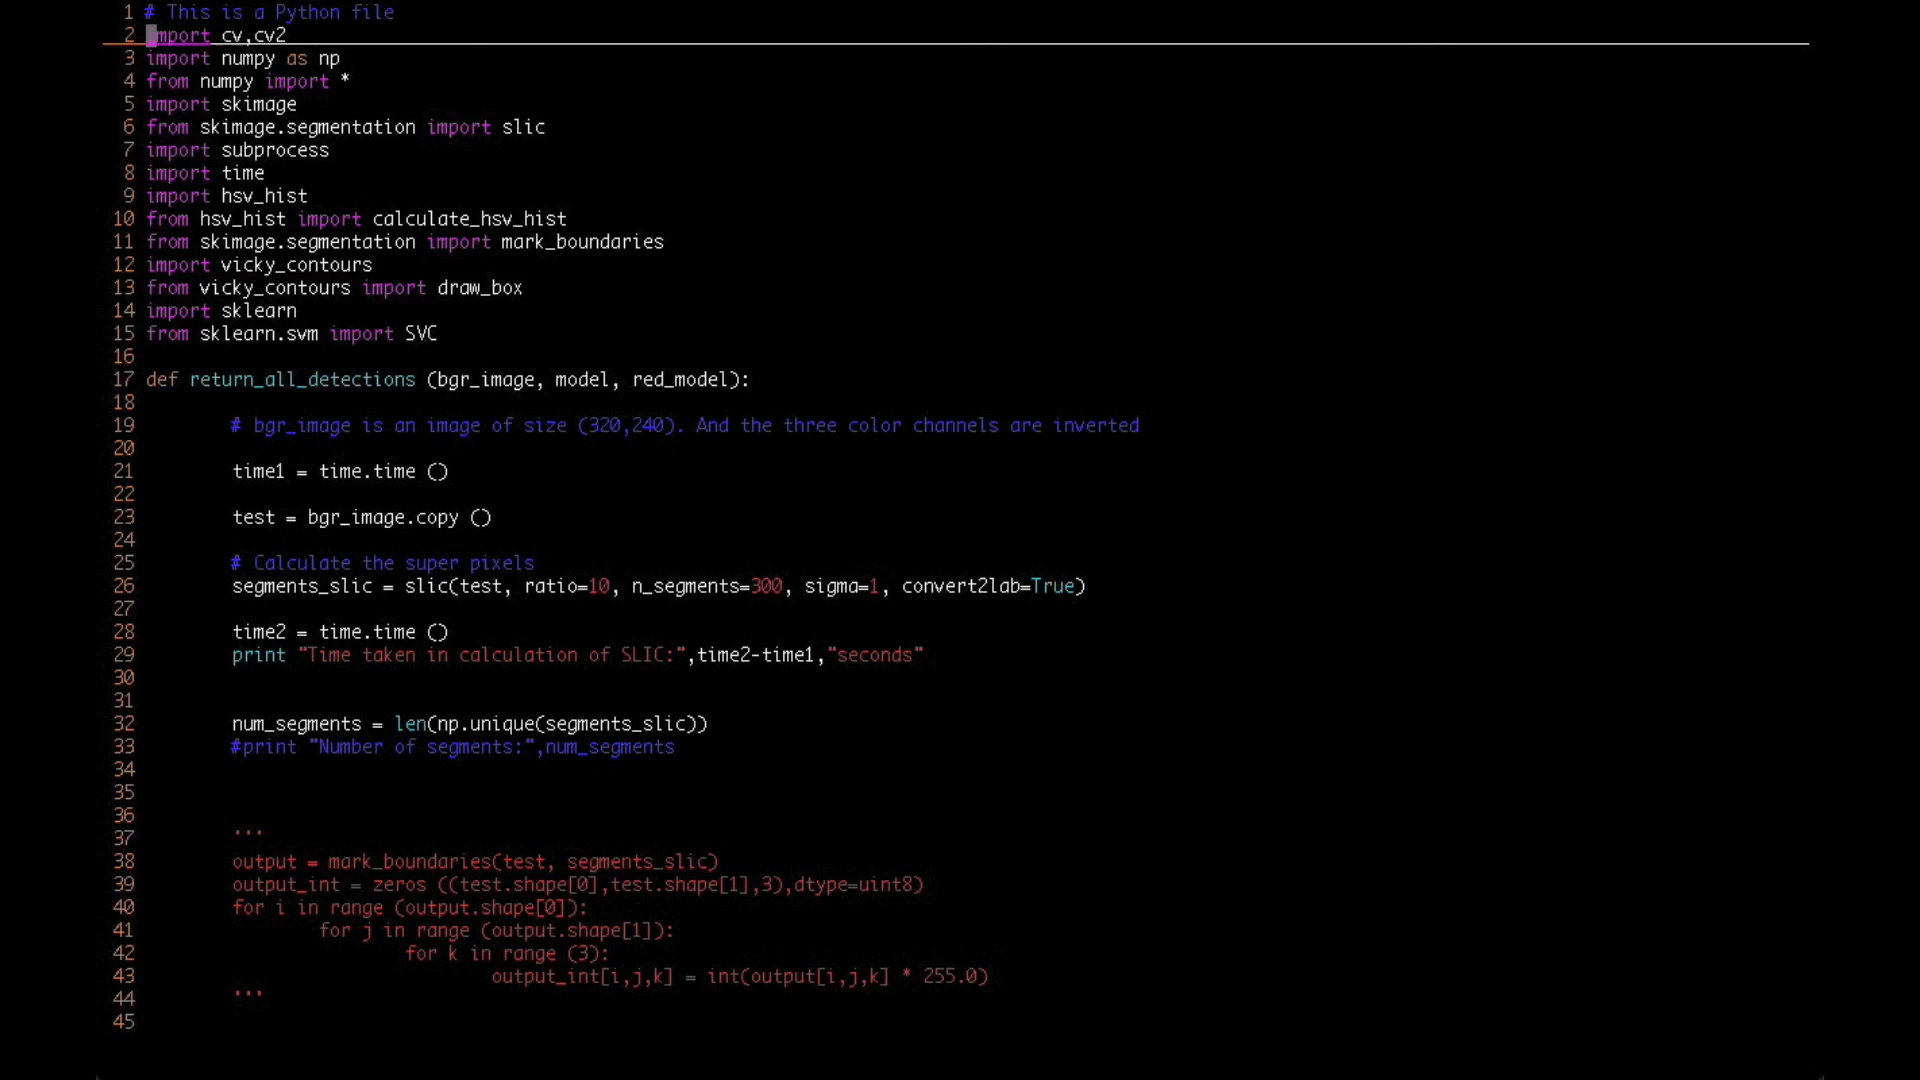 1 # This is a Python file
2 import cv,cv2
3 import numpy as np
4 from numpy import *
5 import skimage
6 from skimage.segmentation import slic
7 import subprocess
8 import time
9 import hsv_hist
10 from hsv_hist import calculate_hsv_hist
11 from skimage.segmentation import mark_boundaries
12 import vicky_contours
13 from vicky_contours import draw_box
14 import sklearn
15 from sklearn.svm import SVC
16
17 def return_all_detections (bgr_image, model, red_model):
18
19 # bgr_image is an image of size (320,240). And the three color channels are inverted
20
21 time1 = time.time ()
22
23 test = bgr_image.copy ()
24
25 # Calculate the super pixels
26 segments_slic = slic(test, ratio=10, n_segments=300, sigma=1, convert2lab=True)
27
28 time2 = time.time ()
29 print "Time taken in calculation of SLIC:",time2-time1,"seconds"
30
31
32 num_segments = len(np.unique(segments_slic))
33 #print "Number of segments:",num_segments
34
35
36
37 '''
38 output = mark_boundaries(test, segments_slic)
39 output_int = zeros ((test.shape[0],test.shape[1],3),dtype=uint8)
40 for i in range (output.shape[0]):
41 for j in range (output.shape[1]):
42 for k in range (3):
43 output_int[i,j,k] = int(output[i,j,k] * 255.0)
44 '''
45